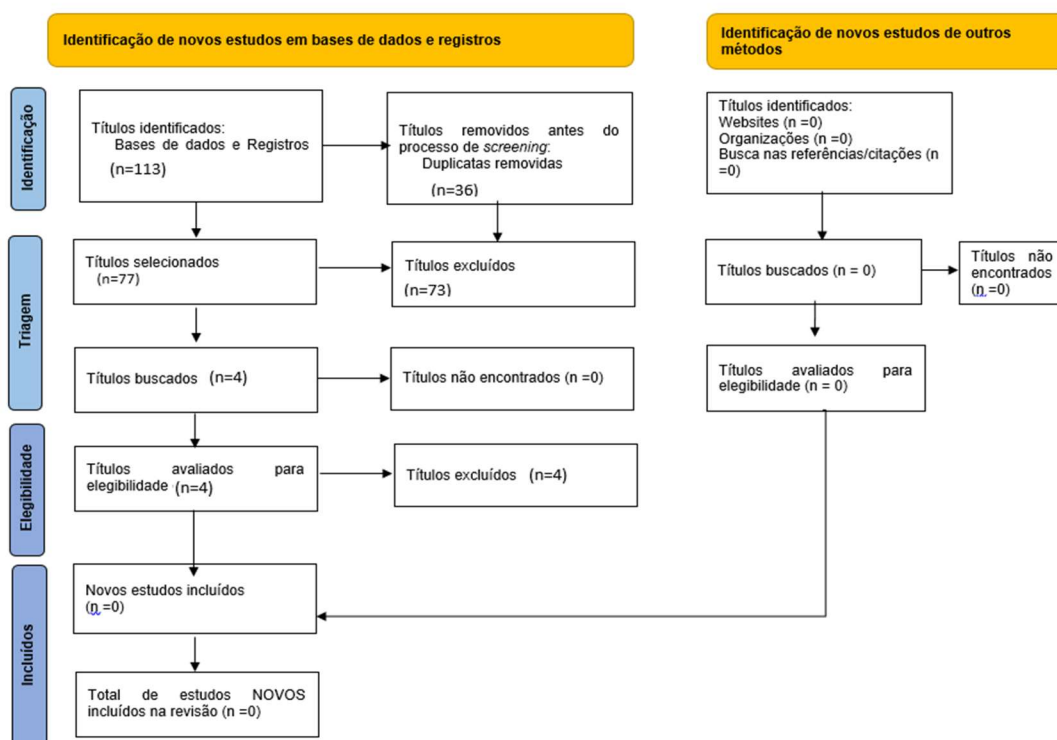 Identificação de novos estudos em bases de dados e registros
Identificação de novos estudos de outros
métodos
Identificação
Títulos identificados:
Bases de dados e Registros
(n=113)
Títulos removidos antes do
processo de screening:
Duplicatas removidas
(n=36)
Títulos identificados:
Websites (n =0)
Organizações (n =0)
Busca nas referências/citações (n
=0)
Triagem
Títulos selecionados
(n=77)
Títulos excluídos
(n=73)
Títulos buscados (n = 0)
Títulos não
encontrados
(n =0)
Títulos buscados (n=4)
Títulos não encontrados (n =0)
Títulos avaliados para
elegibilidade (n = 0)
Elegibilidade
Títulos avaliados para
elegibilidade (n=4)
Títulos excluídos (n=4)
Incluídos
Novos estudos incluídos
(n =0)
Total de estudos NOVOS
incluídos na revisão (n =0)